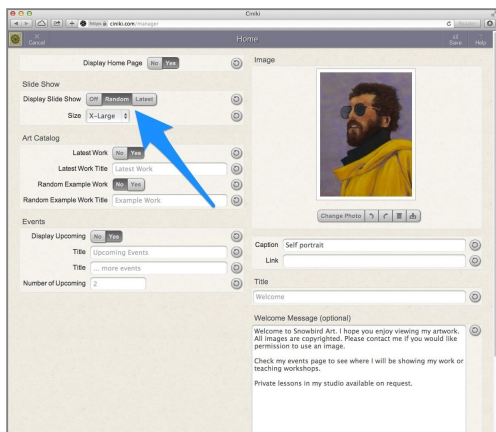 Ciniki
https ciniki.com/manager
Reader
Cancel
Home
Save
Help
Display Home Page No Yes
Slide Show
Display Slide Show Off Random Latest
Size X-Large
Art Catalog
Latest Work No Yes
Latest Work Title Latest Work
Random Example Work No Yes
Random Example Work Title Example Work
Events
Display Upcoming No Yes
Title Upcoming Events
Title ... more events
Number of Upcoming 2
Image
Change Photo
Caption Self portrait
Link
Title
Welcome
Welcome Message (optional)
Welcome to Snowbird Art. I hope you enjoy viewing my artwork.
All images are copyrighted. Please contact me if you would like
permission to use an image.
Check my events page to see where I will be showing my work or
teaching workshops.
Private lessons in my studio available on request.